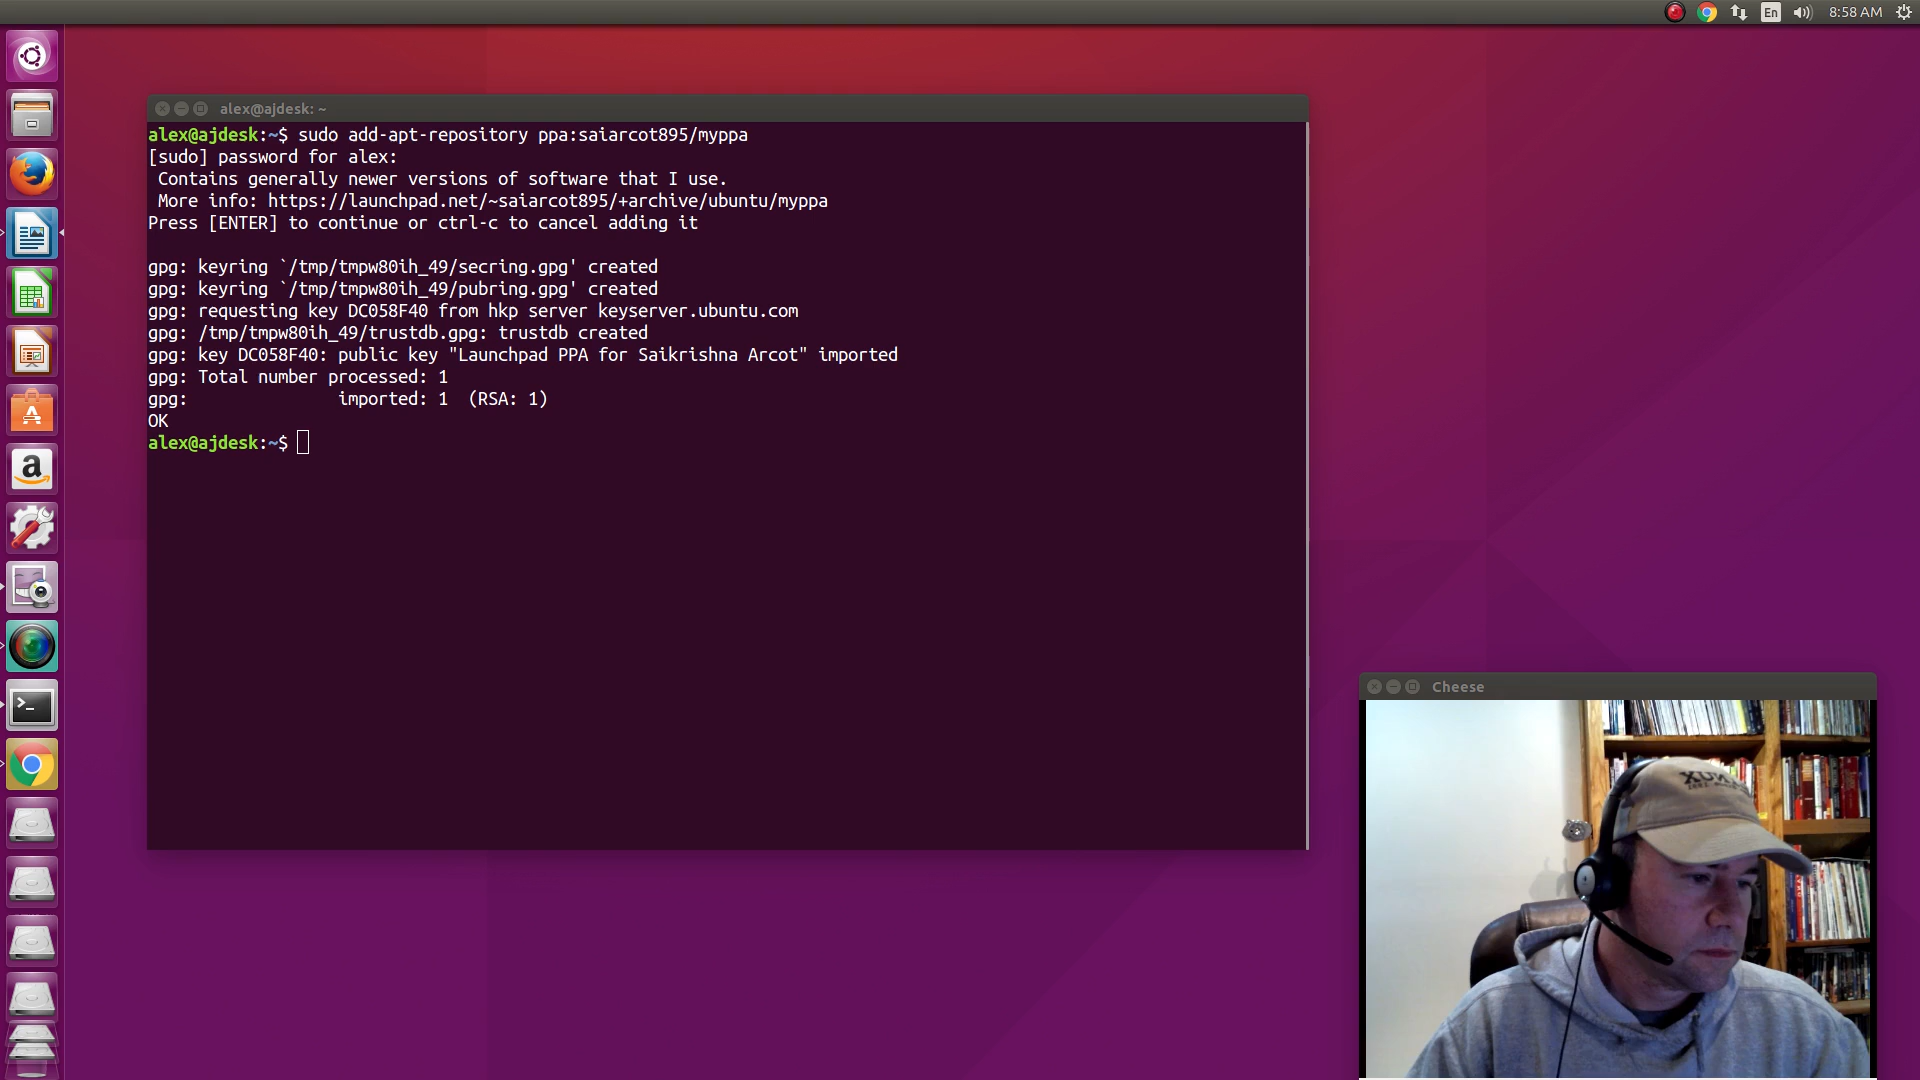 En
8:58 AM
alex@ajdesk: ~
alex@ajdesk:~$ sudo add-apt-repository ppa:saiarcot895/myppa
[sudo] password for alex:
 Contains generally newer versions of software that I use.
 More info: https://launchpad.net/~saiarcot895/+archive/ubuntu/myppa
Press [ENTER] to continue or ctrl-c to cancel adding it
gpg: keyring `/tmp/tmpw80ih_49/secring.gpg' created
gpg: keyring `/tmp/tmpw80ih_49/pubring.gpg' created
gpg: requesting key DC058F40 from hkp server keyserver.ubuntu.com
gpg: /tmp/tmpw80ih_49/trustdb.gpg: trustdb created
gpg: key DC058F40: public key "Launchpad PPA for Saikrishna Arcot" imported
gpg: Total number processed: 1
gpg:               imported: 1  (RSA: 1)
OK
alex@ajdesk:~$
Cheese